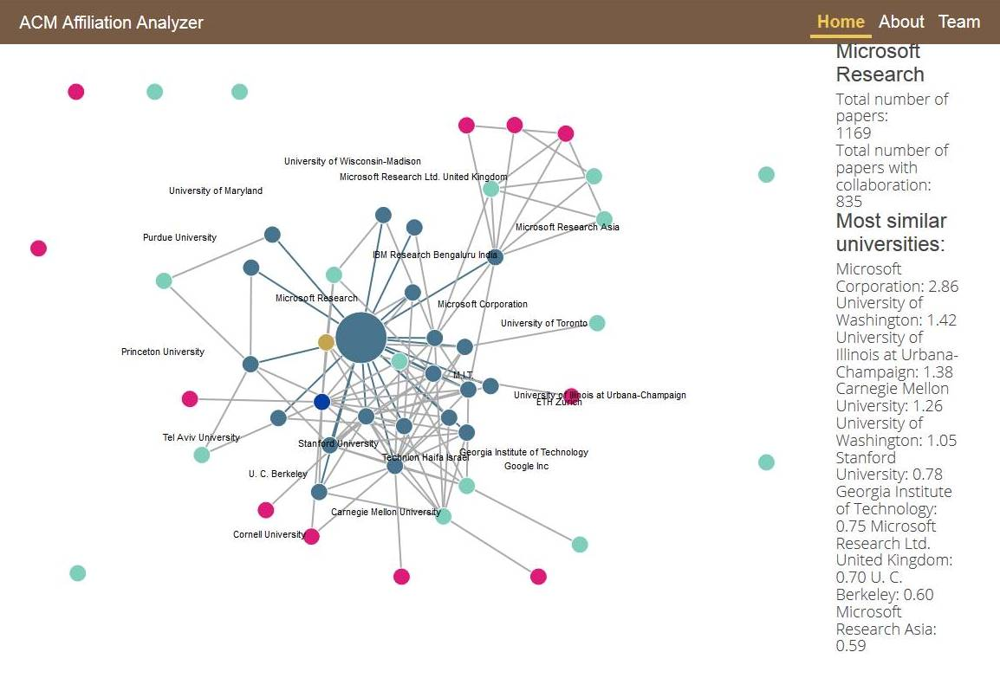 ACM Affiliation Analyzer
Home About Team
University of Wisconsin-Madison
Microsoft Research Ltd. United Kingdom
University of Maryland
Microsoft Research Asia
Purdue University
IBM Research Bengaluru India
Microsoft Research
Microsoft Corporation
University of Toronto
Princeton University
M.I.T.
University of Illinois at Urbana-Champaign
ETH Zurich
Tel Aviv University
Stanford University
Georgia Institute of Technology
Technion Haifa Israel
Google Inc
U. C. Berkeley
Carnegie Mellon University
Cornell University
Microsoft
Research
Total number of
papers:
1169
Total number of
papers with
collaboration:
835
Most similar
universities:
Microsoft
Corporation: 2.86
University of
Washington: 1.42
University of
Illinois at Urbana-
Champaign: 1.38
Carnegie Mellon
University: 1.26
University of
Washington: 1.05
Stanford
University: 0.78
Georgia Institute
of Technology:
0.75 Microsoft
Research Ltd.
United Kingdom:
0.70 U. C.
Berkeley: 0.60
Microsoft
Research Asia:
0.59